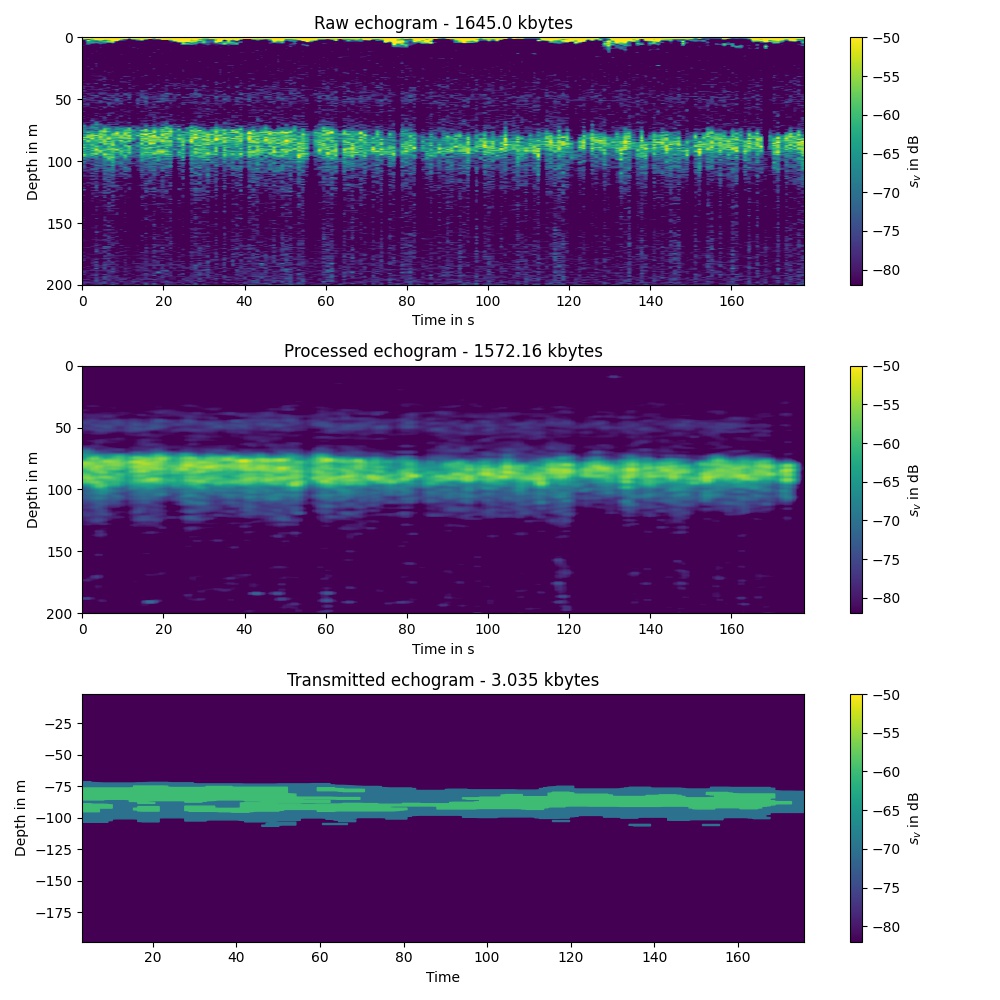 Raw echogram - 1645.0 kbytes
0
50
100
150
200
Depth in m
0 20 40 60 80 100 120 140 160
Time in s
−50
−55
−60
−65
−70
−75
−80
sv in dB
Processed echogram - 1572.16 kbytes
0
50
100
150
200
Depth in m
0 20 40 60 80 100 120 140 160
Time in s
−50
−55
−60
−65
−70
−75
−80
sv in dB
Transmitted echogram - 3.035 kbytes
−25
−50
−75
−100
−125
−150
−175
Depth in m
20 40 60 80 100 120 140 160
Time
−50
−55
−60
−65
−70
−75
−80
sv in dB